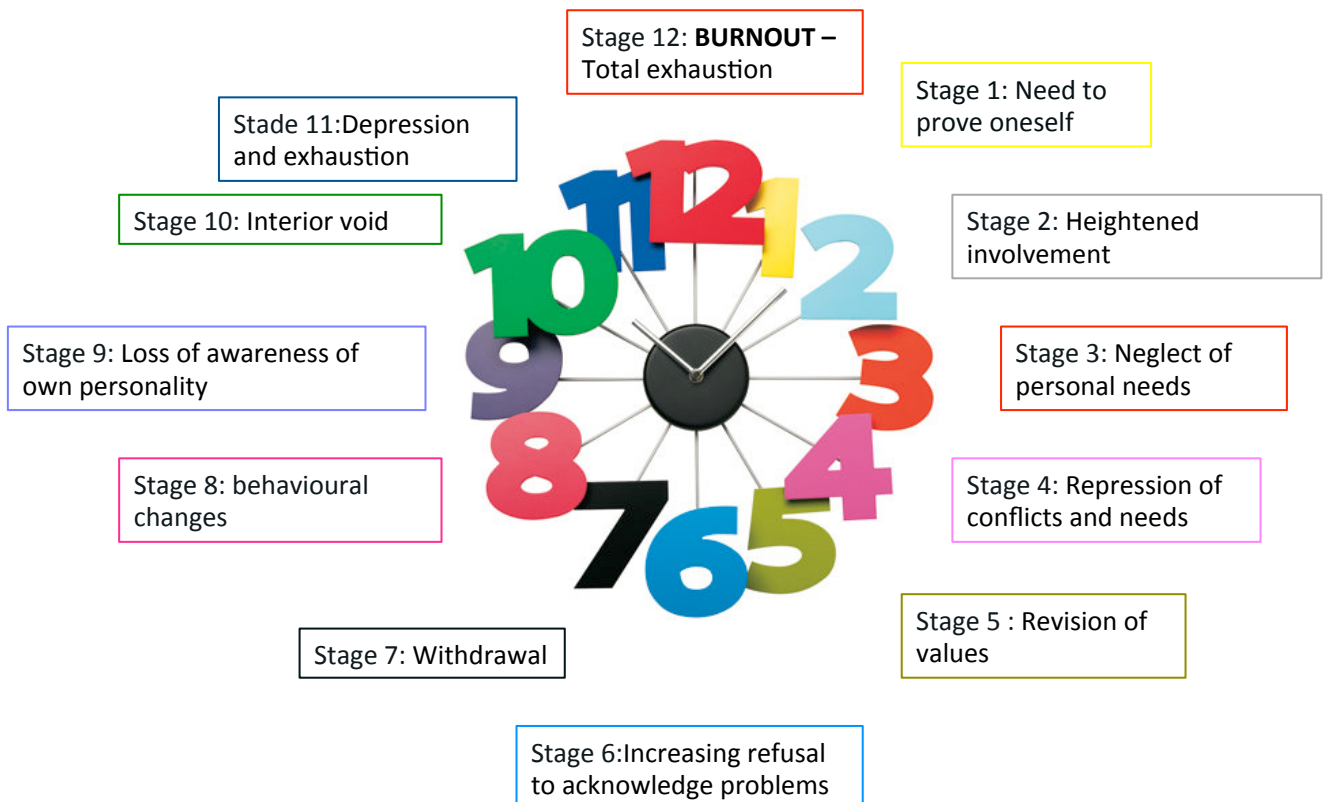 Stage 12: BURNOUT –
Total exhaustion
Stage 1: Need to
prove oneself
Stade 11:Depression
and exhaustion
Stage 10: Interior void
Stage 2: Heightened
involvement
Stage 9: Loss of awareness of
own personality
Stage 3: Neglect of
personal needs
Stage 8: behavioural
changes
Stage 4: Repression of
conflicts and needs
Stage 5 : Revision of
values
Stage 7: Withdrawal
Stage 6:Increasing refusal
to acknowledge problems
12
11
1
10
2
9
3
8
4
7
6
5